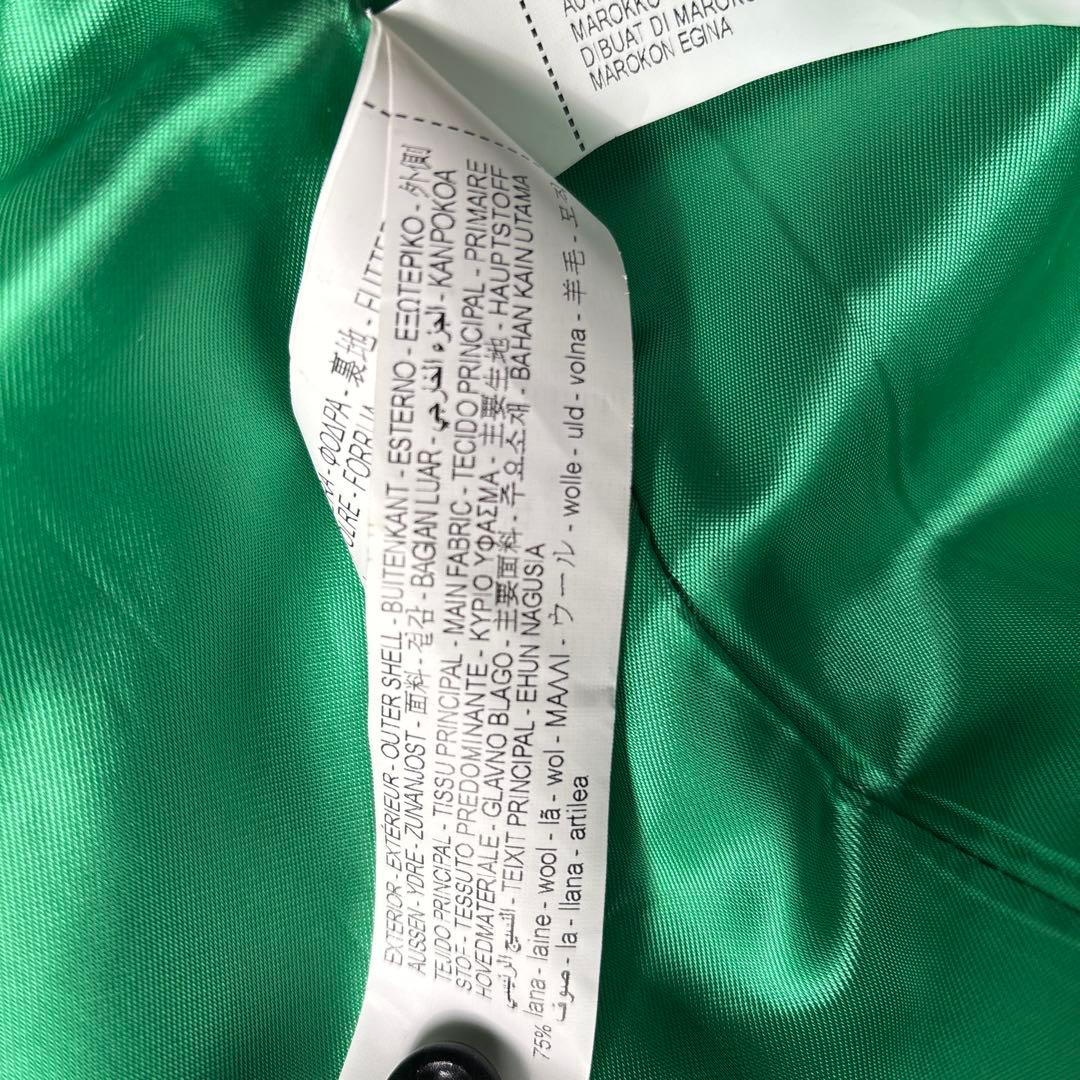 MAROKKO
DIBUAT DI MAROKO
MAROKON EGINA
ΦΟΔΡΑ - 裏地 - FUTTER
EXTERIOR - EXTÉRIEUR - OUTER SHELL - BUITENKANT - ESTERNO - ΕΞΩΤΕΡΙΚΟ - 外側
AUSSEN - YDRE - ZUNANJOST - 面料 - 겉감 - BAGIAN LUAR - الجزء الخارجي - KANPOKOA
TEJIDO PRINCIPAL - TISSU PRINCIPAL - MAIN FABRIC - TECIDO PRINCIPAL - PRIMAIRE
STOF - TESSUTO PREDOMINANTE - ΚΥΡΙΟ ΥΦΑΣΜΑ - 主要生地 - HAUPTSTOFF
HOVEDMATERIALE - GLAVNO BLAGO - 主要面料 - 주요소재 - BAHAN KAIN UTAMA
النسيج الرئيسي - TEIXIT PRINCIPAL - EHUN NAGUSIA
75% lana - laine - wool - lã - wol - ΜΑΛΛΙ - ウール - wolle - uld - volna - 羊毛 - 모직
صوف - la - llana - artilea